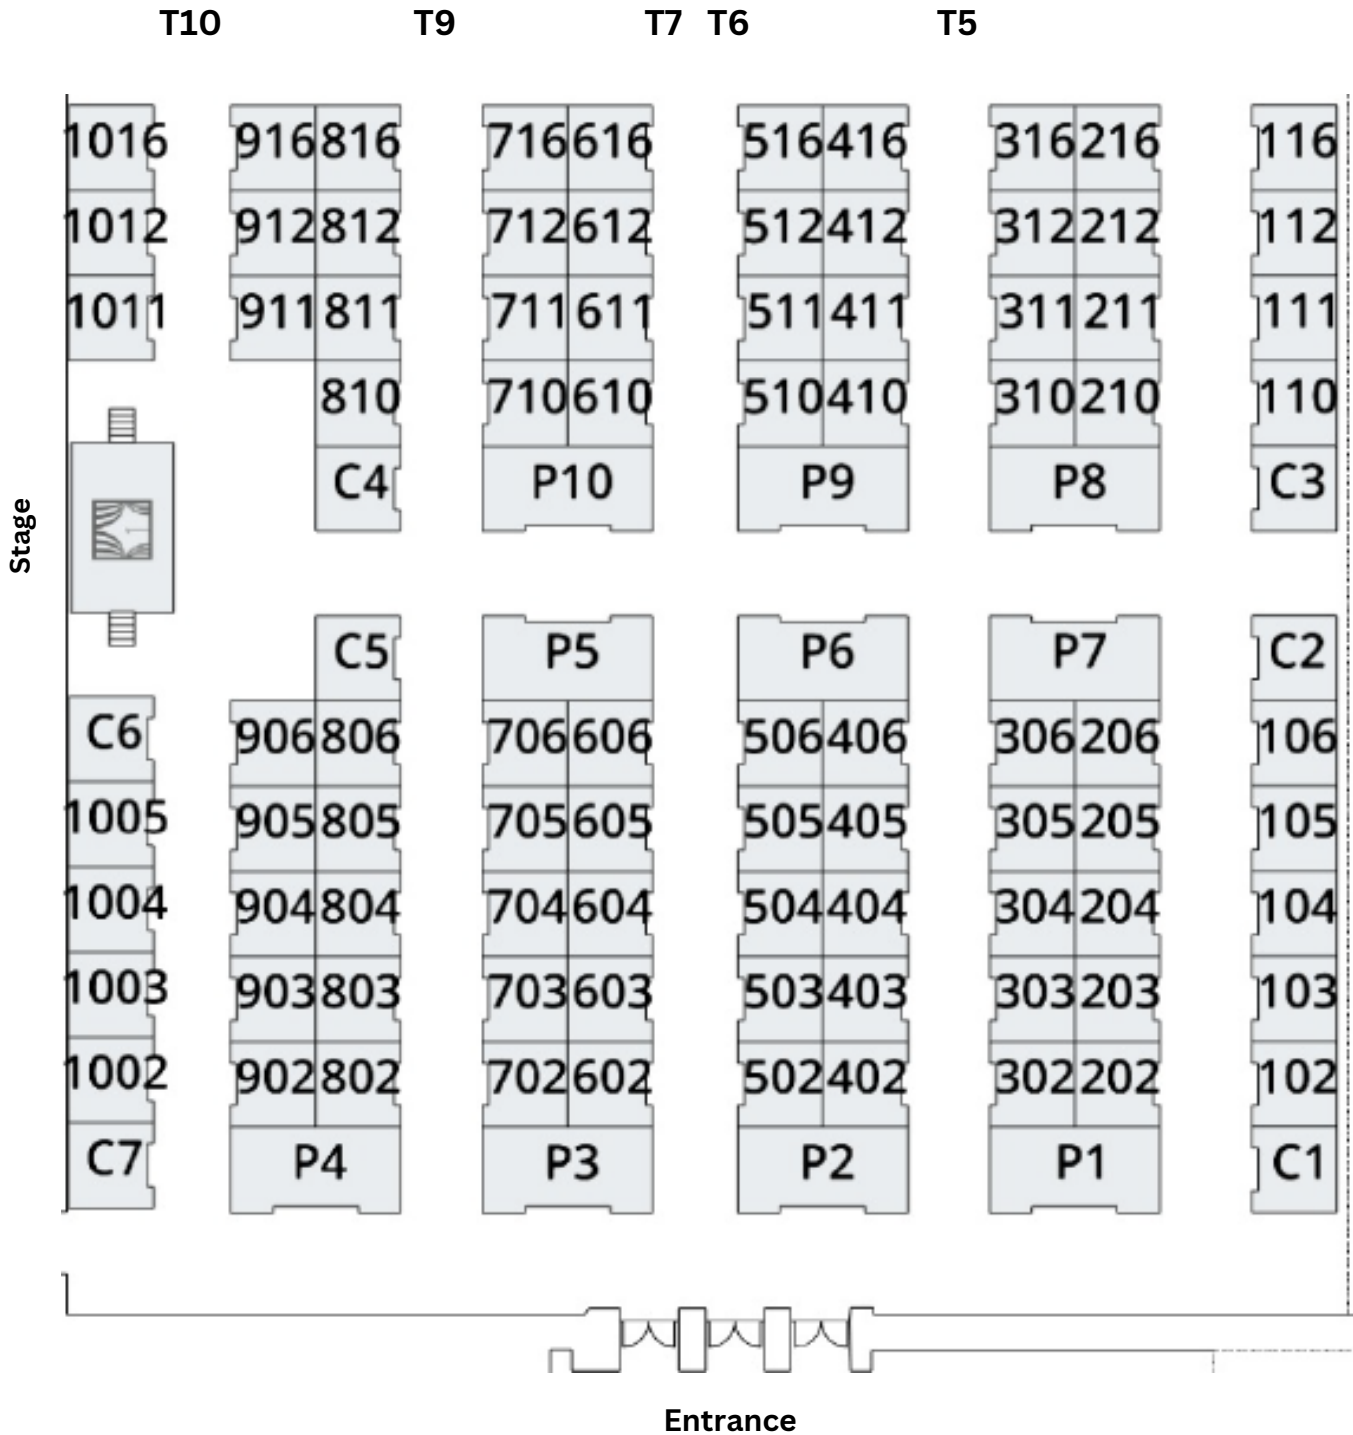 T10 T9 T7 T6 T5
1016 916 816 716 616 516 416 316 216 116
1012 912 812 712 612 512 412 312 212 112
1011 911 811 711 611 511 411 311 211 111
810 710 610 510 410 310 210 110
C4 P10 P9 P8 C3
Stage
C5 P5 P6 P7 C2
C6 906 806 706 606 506 406 306 206 106
1005 905 805 705 605 505 405 305 205 105
1004 904 804 704 604 504 404 304 204 104
1003 903 803 703 603 503 403 303 203 103
1002 902 802 702 602 502 402 302 202 102
C7 P4 P3 P2 P1 C1
Entrance